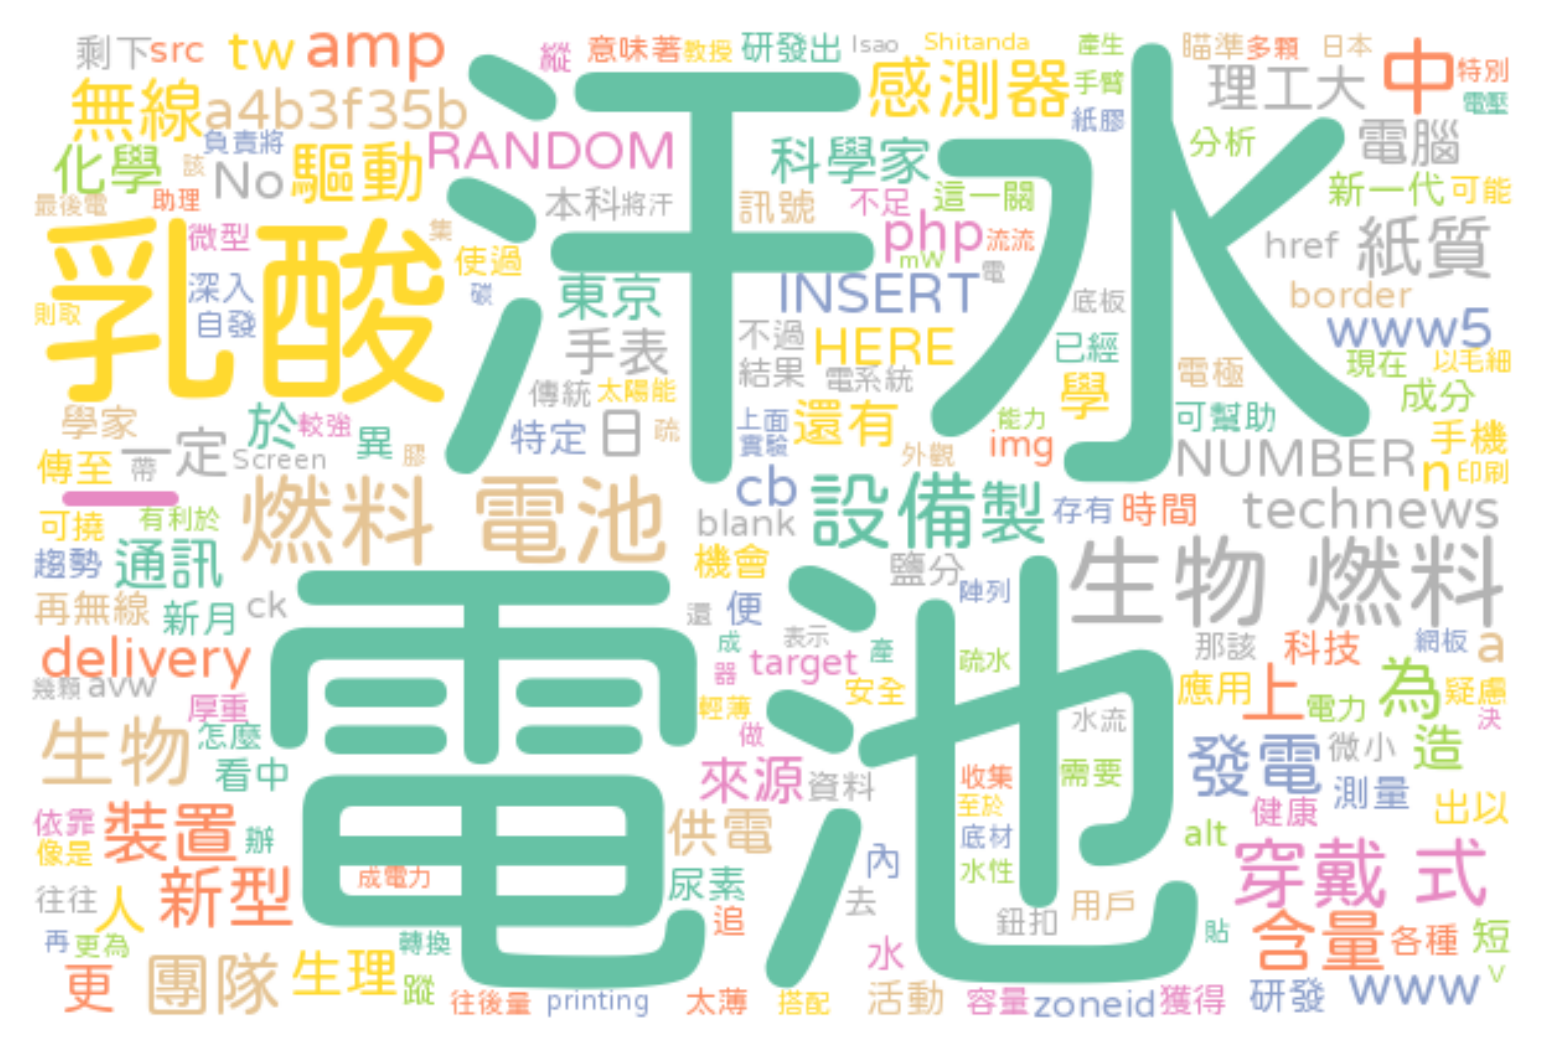 剩下 src tw amp 縱 意味著 教授 研發出 Isao Shitanda 產生 瞄準 多顆 日本 中 特別
無線 a4b3f35b 感測器 手臂 理工大 電壓
負責將 RANDOM 科學家 紙膠 分析 電腦
化學 該 No 驅動 新一代 可能
最後電 助理 本科 將汗 訊號 不足 這一關
汗水
乳酸 微型 集 使過 php 流流 href 紙質
mW 電
深入 碳 東京 INSERT 底板 border
則取 自發 手表 不過 HERE 已經 www5
結果 電系統 電極 現在 以毛細
傳統 太陽能 學 成分
學家 於 較強 異 特定 日 疏 上面 還有 能力 可幫助 手機
傳至 一定 帶 Screen 膠 實驗 外觀 img NUMBER n 印刷
一 燃料 電池 cb 設備 製 存有 時間 technews
可撓 有利於 blank
趨勢 通訊 機會 鹽分 生物 燃料
再無線 新月 ck 還 便 陣列
電池
delivery 成 表示 產 疏水 那該 科技 網板 a
幾顆 avw 器 target 安全 應用 上 為 疑慮
厚重 輕薄 電力 決
生物 怎麼 做 水流 發電 微小 造
看中 來源 資料 收集 需要 測量
依靠 裝置 辦 供電 至於 健康 出以
像是 底材 alt
新型 成電力 尿素 內 水性 穿戴 式
往往 人 追 去 鈕扣 用戶 含量 各種 短
再 更為 轉換 水 貼
更 團隊 生理 蹤 v
往後量 printing 太薄 搭配 活動 容量 zoneid 獲得 研發 www